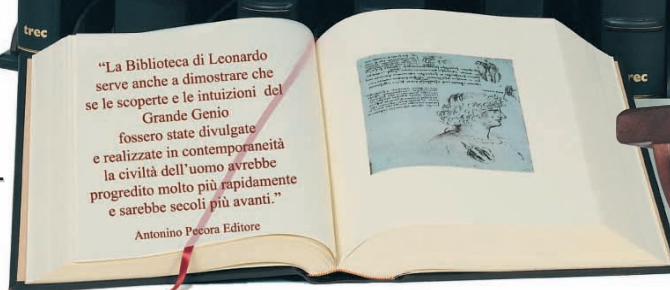 trec
“La Biblioteca di Leonardo
serve anche a dimostrare che
se le scoperte e le intuizioni del
Grande Genio
fossero state divulgate
e realizzate in contemporaneità
la civiltà dell’uomo avrebbe
progredito molto più rapidamente
e sarebbe secoli più avanti.”
Antonino Pecora Editore
rec